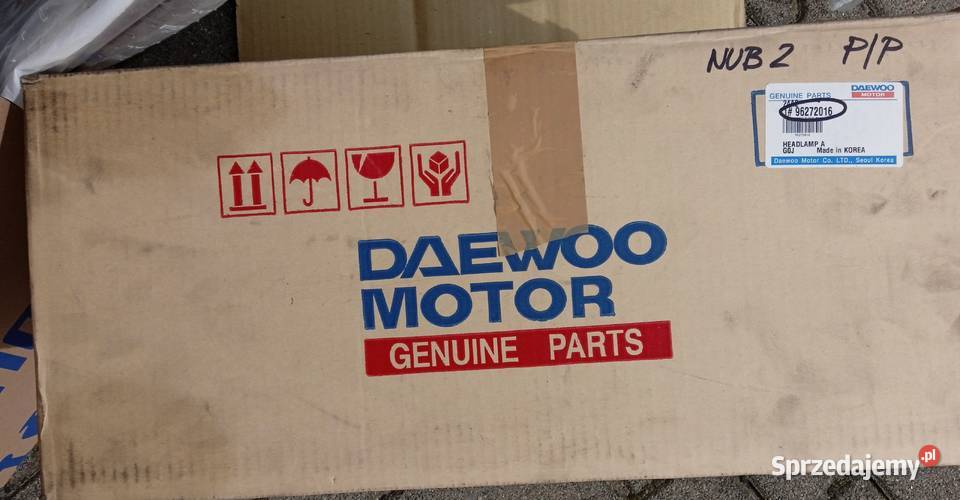 NUB 2 P/P
GENUINE PARTS DAEWOO
MOTOR
# 96272016
HEADLAMP A
GBJ Made in KOREA
Daewoo Motor Co. LTD., Seoul Korea
DAEWOO
MOTOR
GENUINE PARTS
Sprzedajemy.pl